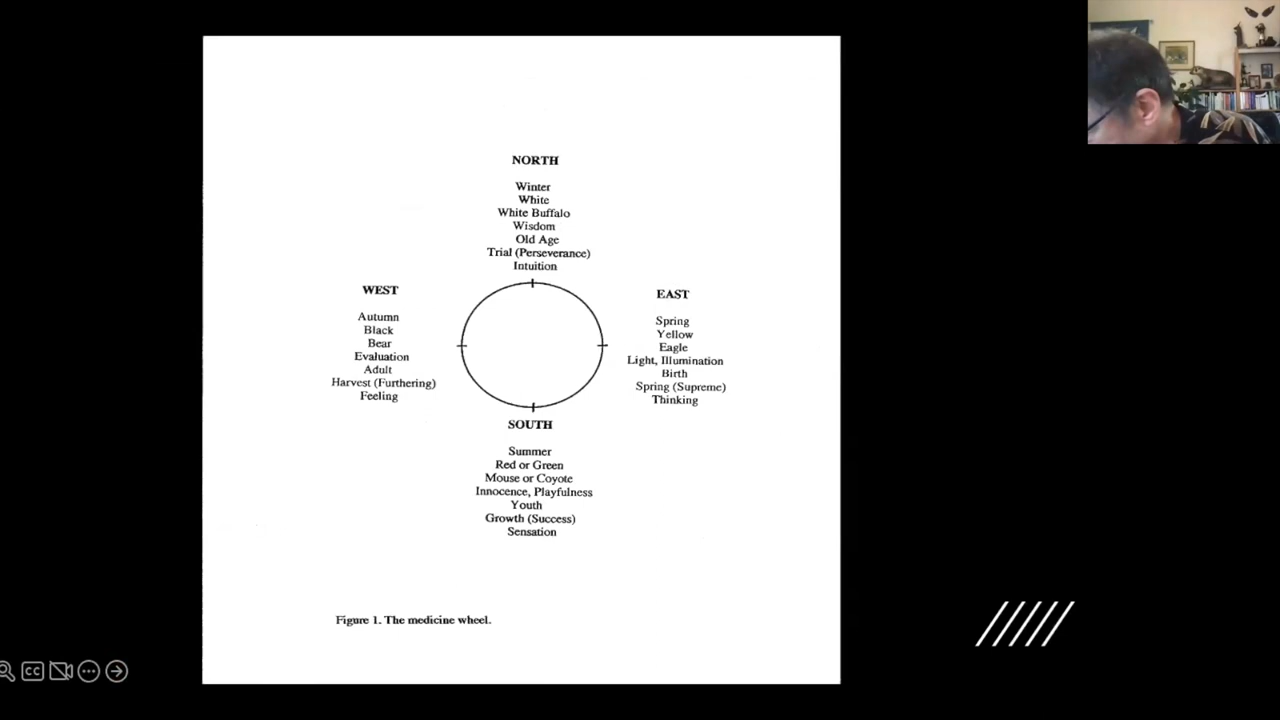 NORTH
Winter
White
White Buffalo
Wisdom
Old Age
Trial (Perseverance)
Intuition
WEST
Autumn
Black
Bear
Evaluation
Adult
Harvest (Furthering)
Feeling
EAST
Spring
Yellow
Eagle
Light, Illumination
Birth
Spring (Supreme)
Thinking
SOUTH
Summer
Red or Green
Mouse or Coyote
Innocence, Playfulness
Youth
Growth (Success)
Sensation
Figure 1. The medicine wheel.
CC